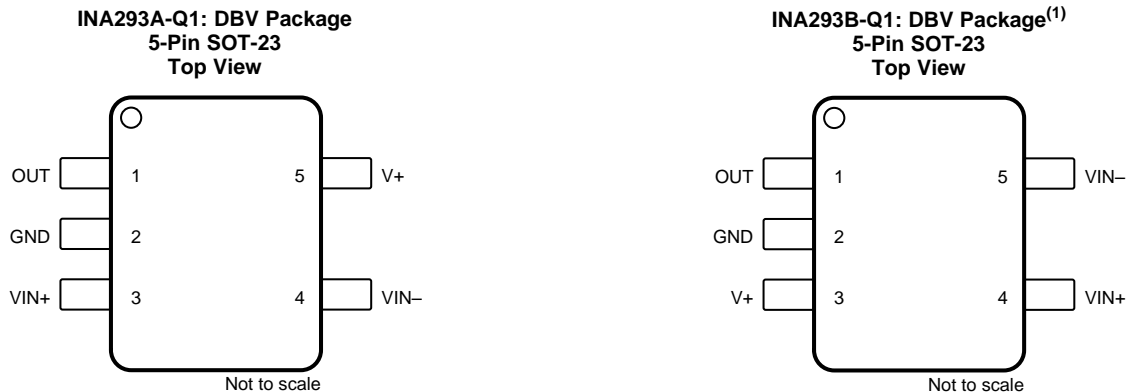 INA293A-Q1: DBV Package
5-Pin SOT-23
Top View
OUT 1 5 V+
GND 2
VIN+ 3 4 VIN–
Not to scale
INA293B-Q1: DBV Package(1)
5-Pin SOT-23
Top View
OUT 1 5 VIN–
GND 2
V+ 3 4 VIN+
Not to scale